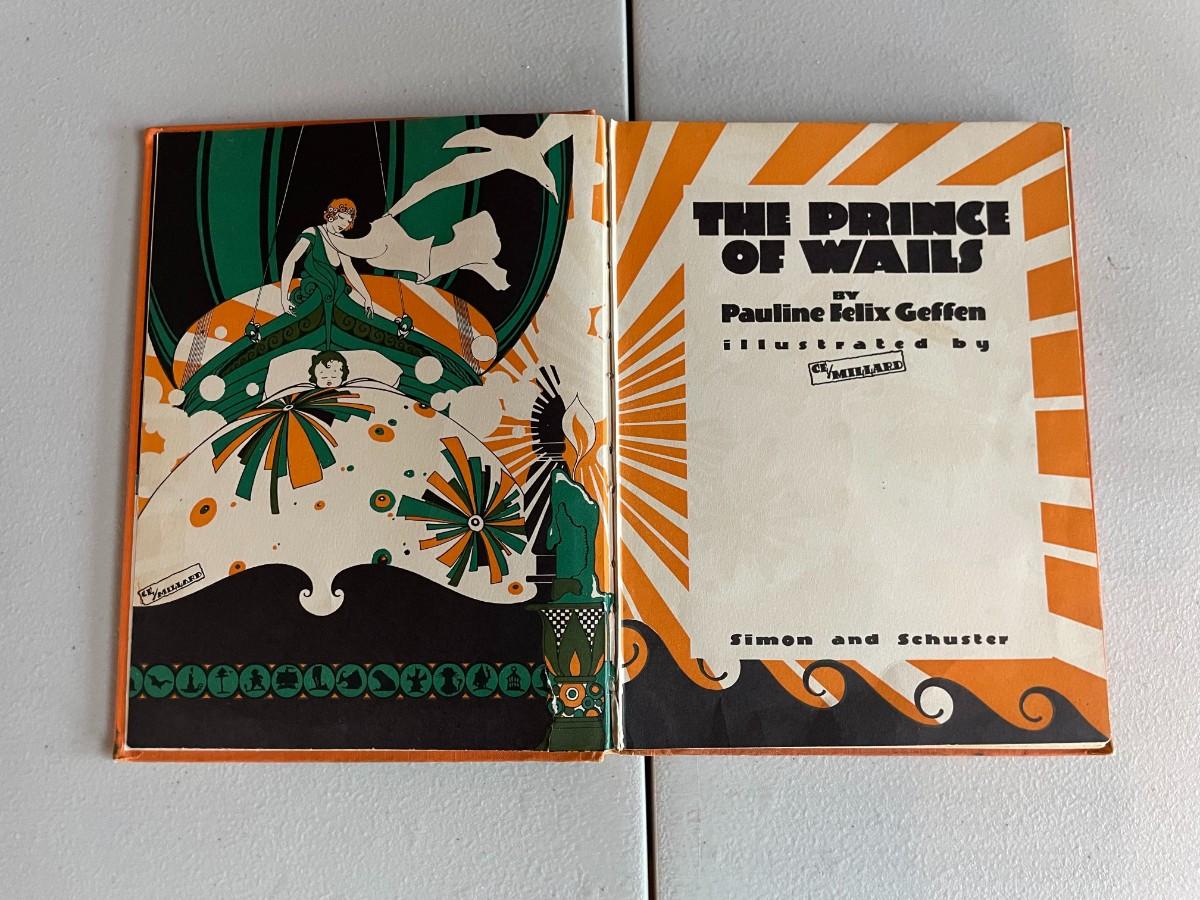 CE/MILLARD
THE PRINCE
OF WAILS
BY
Pauline Felix Geffen
illustrated by
CE/MILLARD
Simon and Schuster